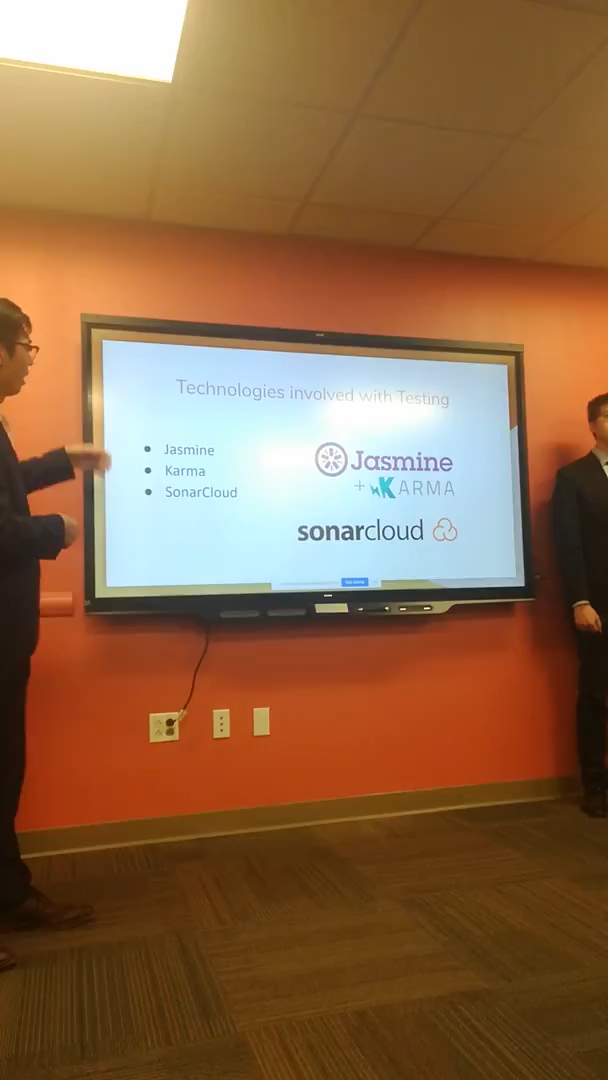 Technologies involved with Testing
● Jasmine
● Karma
● SonarCloud
Jasmine
+ KARMA
sonarcloud